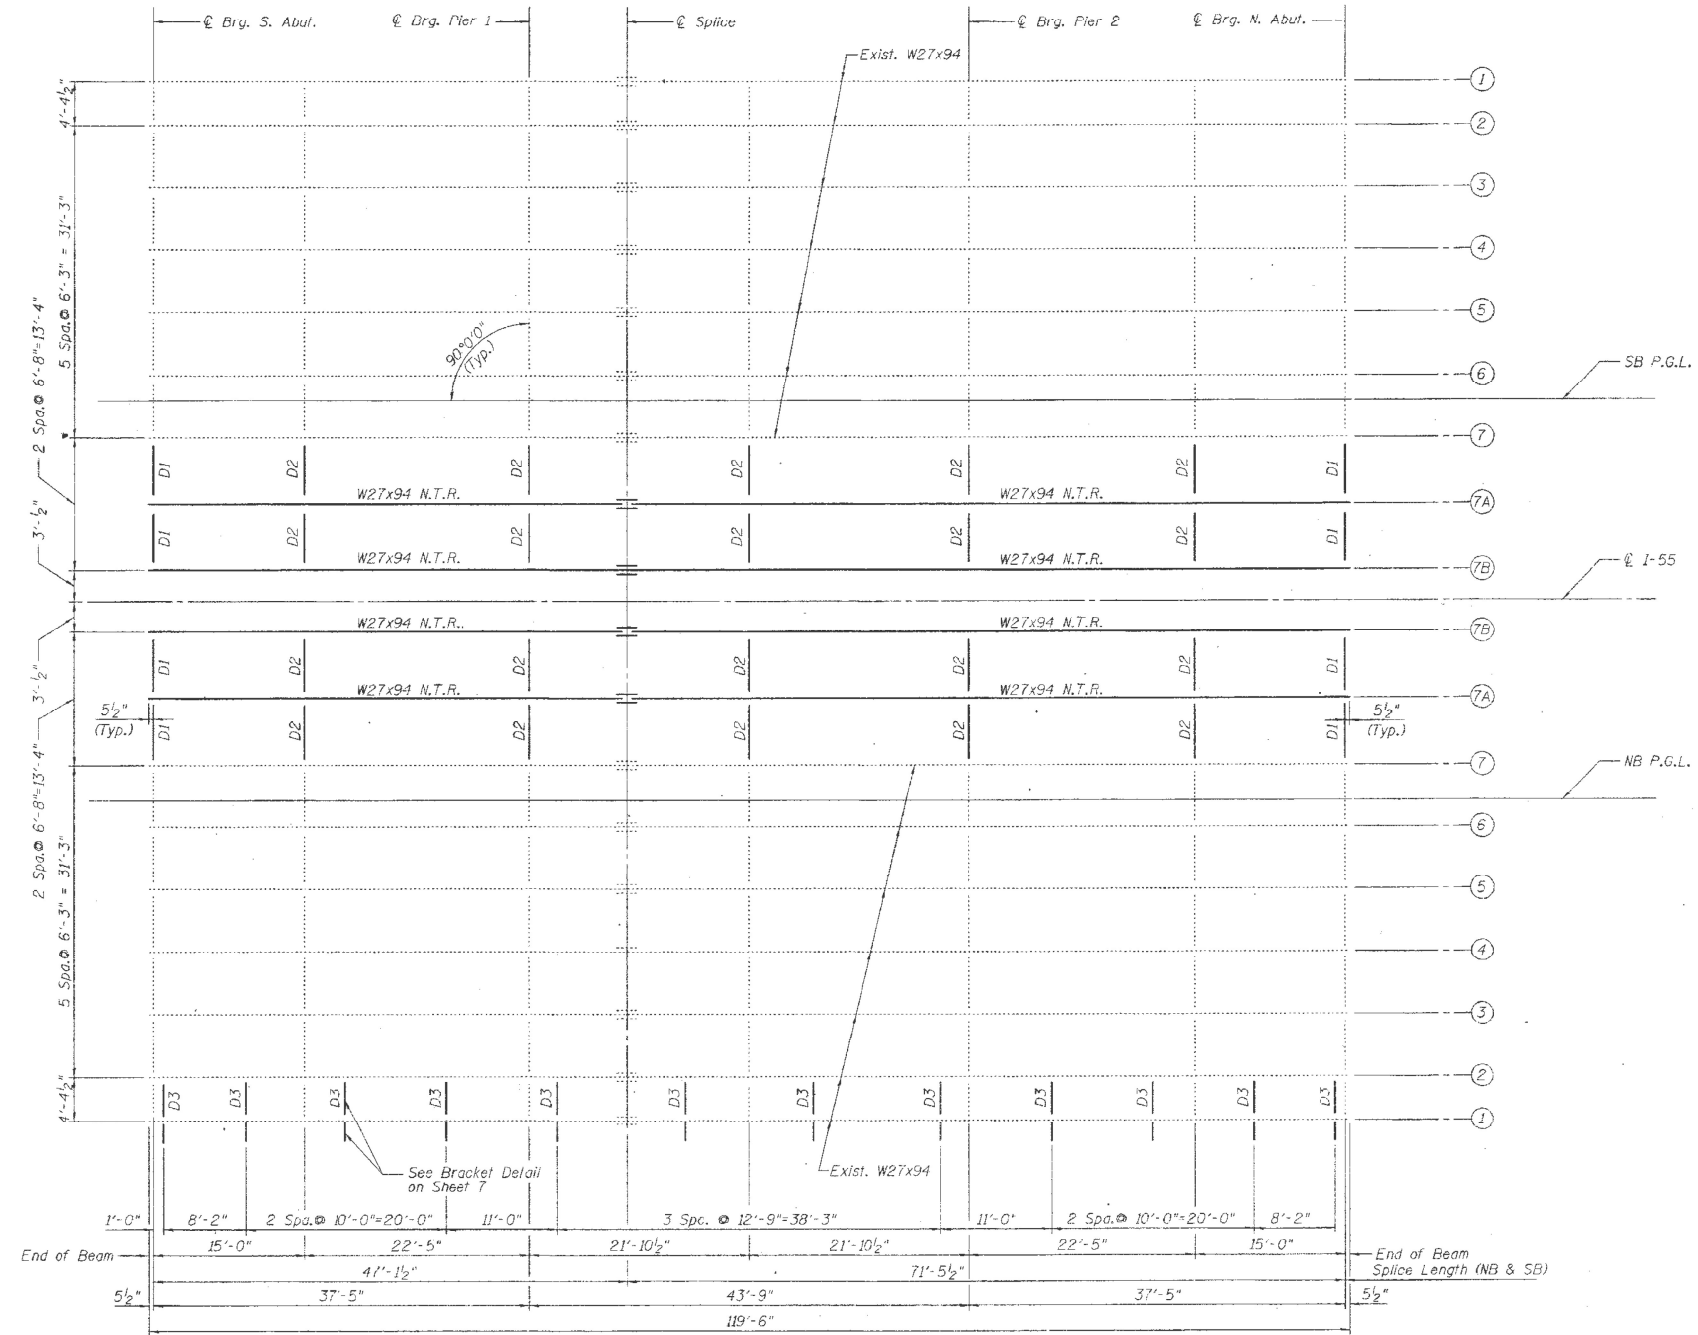 ℄ Brg. S. Abut.
℄ Brg. Pier 1
℄ Splice
℄ Brg. Pier 2
℄ Brg. N. Abut.
Exist. W27x94
1
2
3
4
5
6
SB P.G.L.
7
7A
7B
℄ I-55
7B
7A
7
NB P.G.L.
6
5
4
3
2
1
4'-4½"
5 Spa.@ 6'-3" = 31'-3"
2 Spa.@ 6'-8"=13'-4"
3'-½"
3'-½"
2 Spa.@ 6'-8"=13'-4"
5 Spa.@ 6'-3" = 31'-3"
4'-4½"
90°0'0"
(Typ.)
D1 D2 D2 D2 D2 D2 D1
W27x94 N.T.R. W27x94 N.T.R.
D1 D2 D2 D2 D2 D2 D1
W27x94 N.T.R. W27x94 N.T.R.
W27x94 N.T.R. W27x94 N.T.R.
D1 D2 D2 D2 D2 D2 D1
W27x94 N.T.R. W27x94 N.T.R.
5½"
(Typ.)
D1 D2 D2 D2 D2 D2 D1
5½"
(Typ.)
D3 D3 D3 D3 D3 D3 D3 D3 D3 D3 D3 D3
See Bracket Detail
on Sheet 7
Exist. W27x94
1'-0" 8'-2" 2 Spa.@ 10'-0"=20'-0" 11'-0" 3 Spc. @ 12'-9"=38'-3" 11'-0" 2 Spa.@ 10'-0"=20'-0" 8'-2"
End of Beam 15'-0" 22'-5" 21'-10½" 21'-10½" 22'-5" 15'-0" End of Beam
47'-1½" 71'-5½" Splice Length (NB & SB)
5½" 37'-5" 43'-9" 37'-5" 5½"
119'-6"